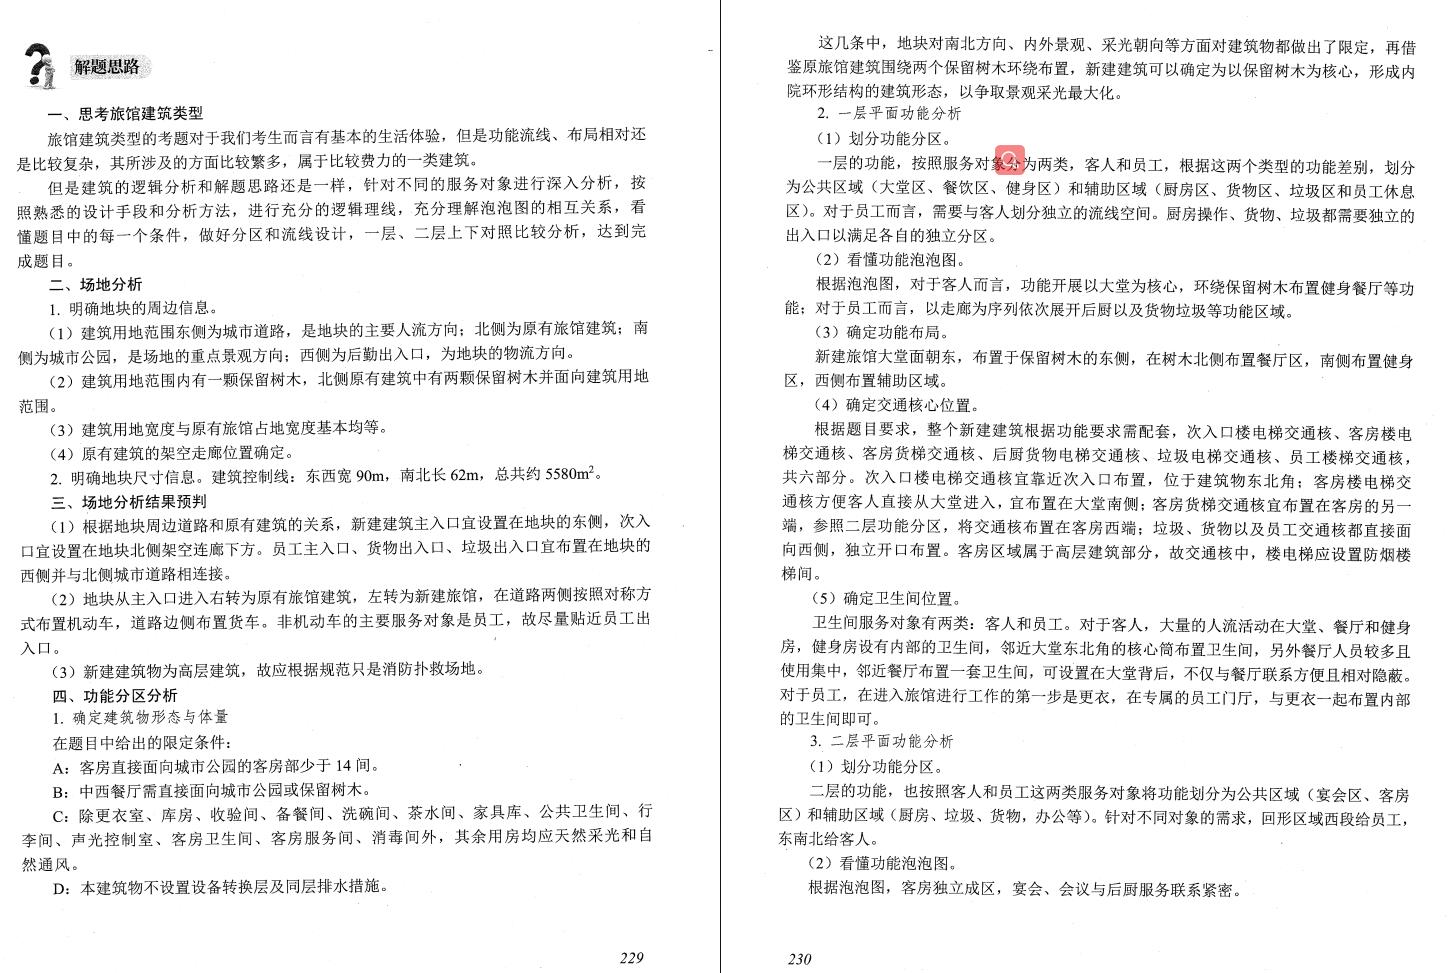 解题思路
一、思考旅馆建筑类型
旅馆建筑类型的考题对于我们考生而言有基本的生活体验，但是功能流线、布局相对还
是比较复杂，其所涉及的方面比较繁多，属于比较费力的一类建筑。
但是建筑的逻辑分析和解题思路还是一样，针对不同的服务对象进行深入分析，按
照熟悉的设计手段和分析方法，进行充分的逻辑理线，充分理解泡泡图的相互关系，看
懂题目中的每一个条件，做好分区和流线设计，一层、二层上下对照比较分析，达到完
成题目。
二、场地分析
1. 明确地块的周边信息。
（1）建筑用地范围东侧为城市道路，是地块的主要人流方向；北侧为原有旅馆建筑；南
侧为城市公园，是场地的重点景观方向；西侧为后勤出入口，为地块的物流方向。
（2）建筑用地范围内有一颗保留树木，北侧原有建筑中有两颗保留树木并面向建筑用地
范围。
（3）建筑用地宽度与原有旅馆占地宽度基本均等。
（4）原有建筑的架空走廊位置确定。
2. 明确地块尺寸信息。建筑控制线：东西宽 90m，南北长 62m，总共约 5580m²。
三、场地分析结果预判
（1）根据地块周边道路和原有建筑的关系，新建建筑主入口宜设置在地块的东侧，次入
口宜设置在地块北侧架空连廊下方。员工主入口、货物出入口、垃圾出入口宜布置在地块的
西侧并与北侧城市道路相连接。
（2）地块从主入口进入右转为原有旅馆建筑，左转为新建旅馆，在道路两侧按照对称方
式布置机动车，道路边侧布置货车。非机动车的主要服务对象是员工，故尽量贴近员工出
入口。
（3）新建建筑物为高层建筑，故应根据规范只是消防扑救场地。
四、功能分区分析
1. 确定建筑物形态与体量
在题目中给出的限定条件：
A：客房直接面向城市公园的客房部少于 14 间。
B：中西餐厅需直接面向城市公园或保留树木。
C：除更衣室、库房、收验间、备餐间、洗碗间、茶水间、家具库、公共卫生间、行
李间、声光控制室、客房卫生间、客房服务间、消毒间外，其余用房均应天然采光和自
然通风。
D：本建筑物不设置设备转换层及同层排水措施。
229
这几条中，地块对南北方向、内外景观、采光朝向等方面对建筑物都做出了限定，再借
鉴原旅馆建筑围绕两个保留树木环绕布置，新建建筑可以确定为以保留树木为核心，形成内
院环形结构的建筑形态，以争取景观采光最大化。
2. 一层平面功能分析
（1）划分功能分区。
一层的功能，按照服务对象分为两类，客人和员工，根据这两个类型的功能差别，划分
为公共区域（大堂区、餐饮区、健身区）和辅助区域（厨房区、货物区、垃圾区和员工休息
区）。对于员工而言，需要与客人划分独立的流线空间。厨房操作、货物、垃圾都需要独立的
出入口以满足各自的独立分区。
（2）看懂功能泡泡图。
根据泡泡图，对于客人而言，功能开展以大堂为核心，环绕保留树木布置健身餐厅等功
能；对于员工而言，以走廊为序列依次展开后厨以及货物垃圾等功能区域。
（3）确定功能布局。
新建旅馆大堂面朝东，布置于保留树木的东侧，在树木北侧布置餐厅区，南侧布置健身
区，西侧布置辅助区域。
（4）确定交通核心位置。
根据题目要求，整个新建建筑根据功能要求需配套，次入口楼电梯交通核、客房楼电
梯交通核、客房货梯交通核、后厨货物电梯交通核、垃圾电梯交通核、员工楼梯交通核，
共六部分。次入口楼电梯交通核宜靠近次入口布置，位于建筑物东北角；客房楼电梯交
通核方便客人直接从大堂进入，宜布置在大堂南侧；客房货梯交通核宜布置在客房的另一
端，参照二层功能分区，将交通核布置在客房西端；垃圾、货物以及员工交通核都直接面
向西侧，独立开口布置。客房区域属于高层建筑部分，故交通核中，楼电梯应设置防烟楼
梯间。
（5）确定卫生间位置。
卫生间服务对象有两类：客人和员工。对于客人，大量的人流活动在大堂、餐厅和健身
房，健身房设有内部的卫生间，邻近大堂东北角的核心筒布置卫生间，另外餐厅人员较多且
使用集中，邻近餐厅布置一套卫生间，可设置在大堂背后，不仅与餐厅联系方便且相对隐蔽。
对于员工，在进入旅馆进行工作的第一步是更衣，在专属的员工门厅，与更衣一起布置内部
的卫生间即可。
3. 二层平面功能分析
（1）划分功能分区。
二层的功能，也按照客人和员工这两类服务对象将功能划分为公共区域（宴会区、客房
区）和辅助区域（厨房、垃圾、货物，办公等）。针对不同对象的需求，回形区域西段给员工，
东南北给客人。
（2）看懂功能泡泡图。
根据泡泡图，客房独立成区，宴会、会议与后厨服务联系紧密。
230